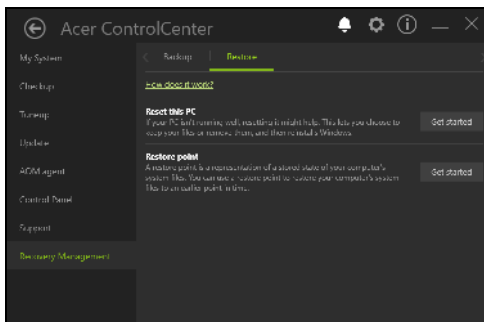 Acer ControlCenter
My System
Checkup
Tuneup
Update
AOM agent
Control Panel
Support
Recovery Management
Backup
Restore
How does it work?
Reset this PC
If your PC isn't running well, resetting it might help. This lets you choose to
keep your files or remove them, and then reinstalls Windows.
Get started
Restore point
A restore point is a representation of a stored state of your computer's
system files. You can use a restore point to restore your computer's system
files to an earlier point in time.
Get started